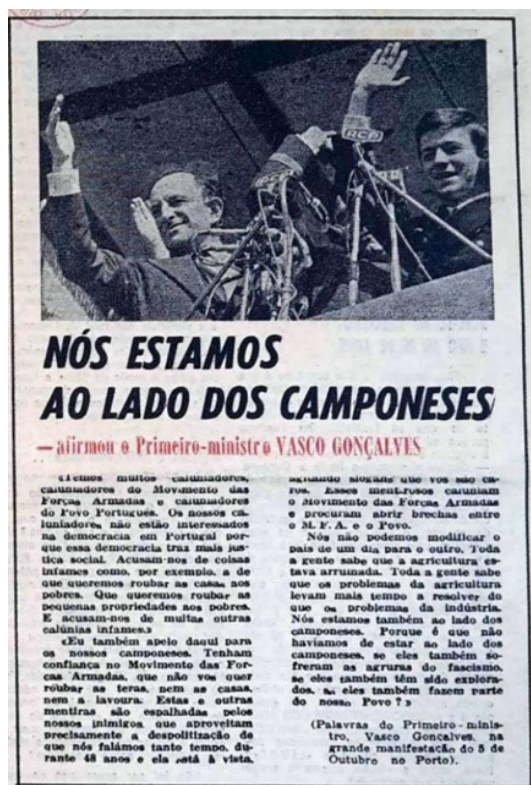 RCP
NÓS ESTAMOS
AO LADO DOS CAMPONESES
— afirmou o Primeiro-ministro VASCO GONÇALVES
«Temos muitos caluniadores,
caluniadores do Movimento das
Forças Armadas e caluniadores
do Povo Português. Os nossos ca-
luniadores não estão interessados
na democracia em Portugal por-
que essa democracia traz mais jus-
tiça social. Acusam-nos de coisas
infames como, por exemplo, a de
que queremos roubar as casas aos
pobres. Que queremos roubar as
pequenas propriedades aos pobres.
E acusam-nos de muitas outras
calúnias infames.»
«Eu também apelo daqui para
os nossos camponeses. Tenham
confiança no Movimento das For-
ças Armadas, que não vos quer
roubar as teras, nem as casas,
nem a lavoura. Estas e outras
mentiras são espalhadas pelos
nossos inimigos, que aproveitam
precisamente a despolitização de
que nós falámos tanto tempo, du-
rante 48 anos e ela está à vista,
agitando slogans que vos são ca-
ros. Esses mentirosos caluniam
o Movimento das Forças Armadas
e procuram abrir brechas entre
o M. F. A. e o Povo.
Nós não podemos modificar o
país de um dia para o outro. Toda
a gente sabe que a agricultura es-
tava arrumada. Toda a gente sabe
que os problemas da agricultura
levam mais tempo a resolver do
que os problemas da indústria.
Nós estamos também ao lado dos
camponeses. Porque é que não
havíamos de estar ao lado dos
camponeses, se eles também so-
freram as agruras do fascismo,
se eles também têm sido explora-
dos, se eles também fazem parte
do nosso Povo?»
(Palavras do Primeiro-minis-
tro, Vasco Gonçalves, na
grande manifestação do 5 de
Outubro no Porto).